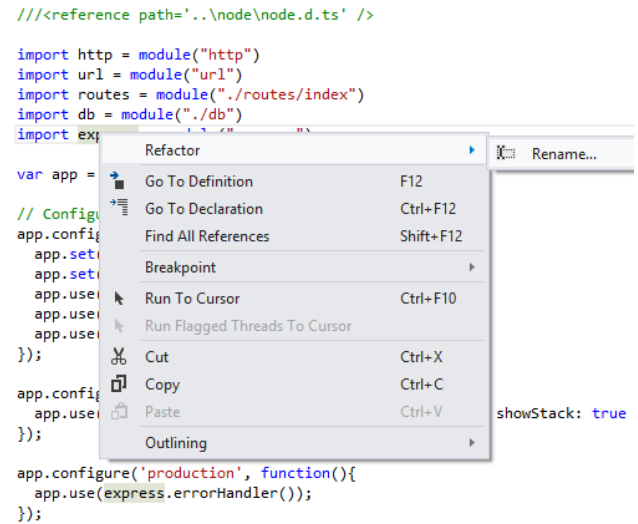 ///<reference path='..\node\node.d.ts' />
import http = module("http")
import url = module("url")
import routes = module("./routes/index")
import db = module("./db")
import exp
Refactor
Rename...
var app =
Go To Definition F12
Go To Declaration Ctrl+F12
// Config
app.config
Find All References Shift+F12
app.set
Breakpoint
app.set
app.use
Run To Cursor Ctrl+F10
app.use
Run Flagged Threads To Cursor
app.use
});
Cut Ctrl+X
Copy Ctrl+C
app.config
app.use
Paste Ctrl+V
showStack: true
});
Outlining
app.configure('production', function(){
app.use(express.errorHandler());
});